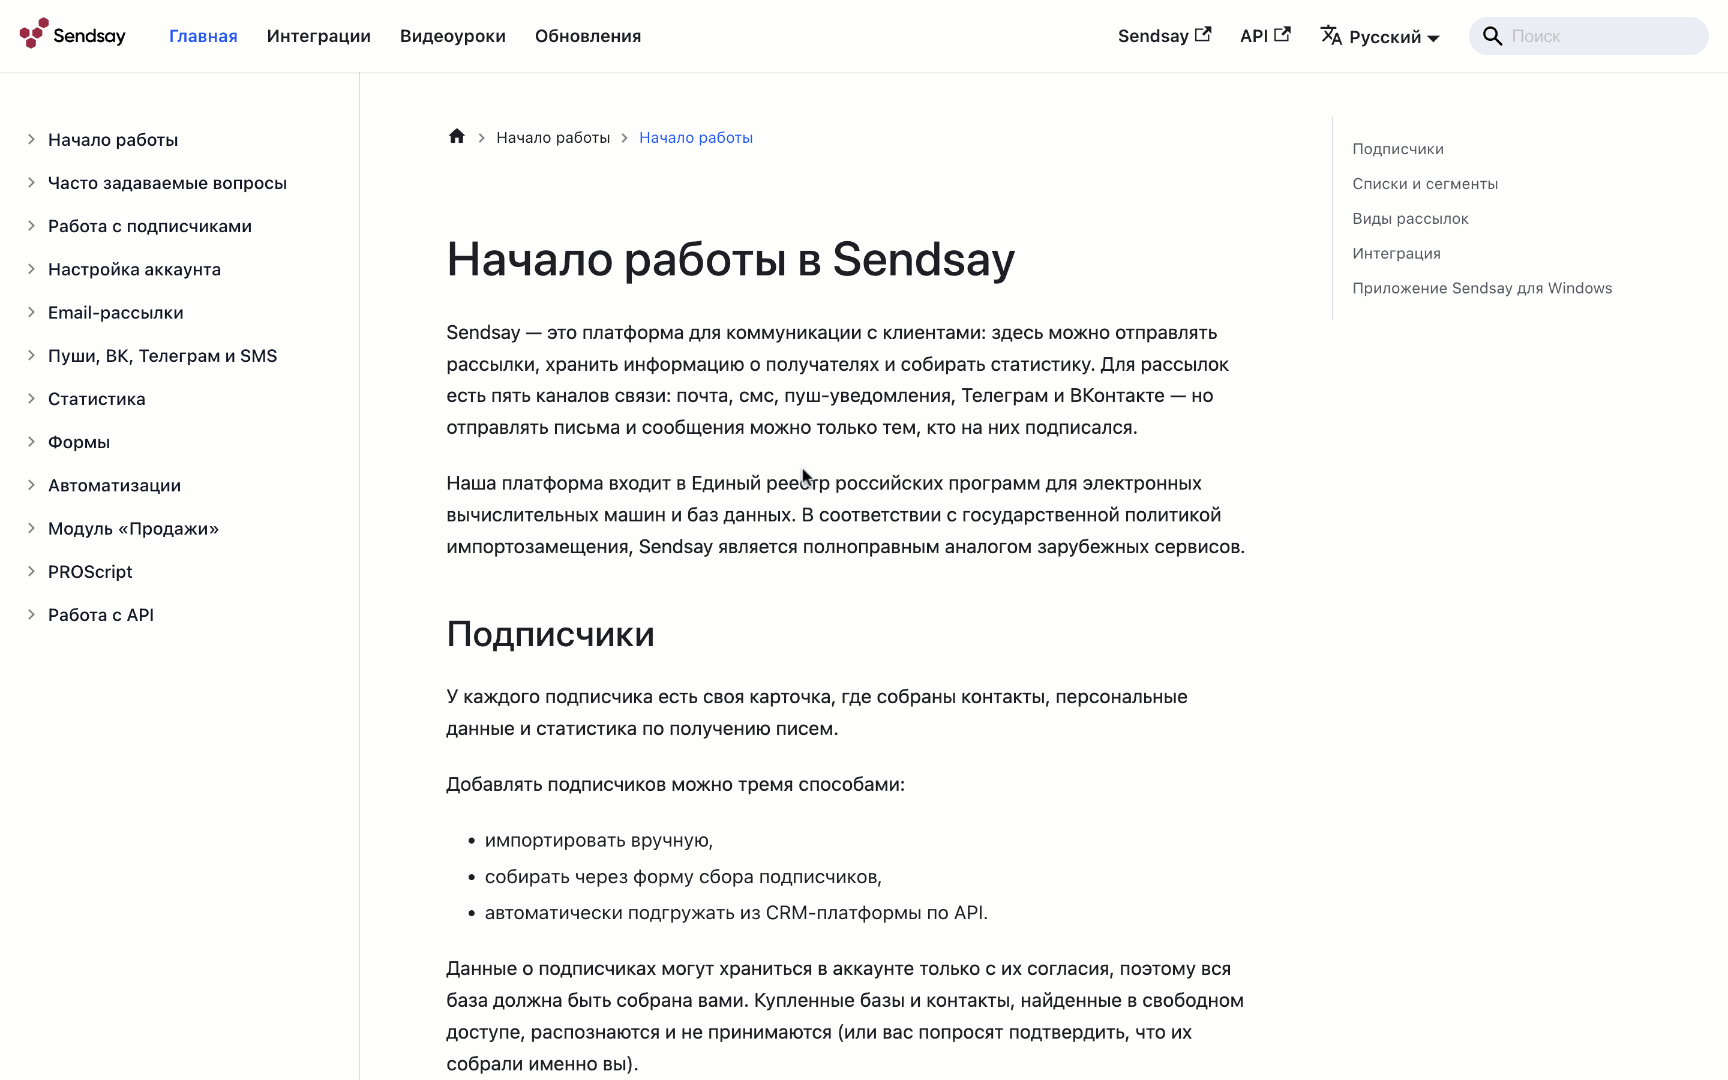 Sendsay
Главная
Интеграции
Видеоуроки
Обновления
Sendsay
API
Русский
Поиск
Начало работы
Часто задаваемые вопросы
Работа с подписчиками
Настройка аккаунта
Email-рассылки
Пуши, ВК, Телеграм и SMS
Статистика
Формы
Автоматизации
Модуль «Продажи»
PROScript
Работа с API
Начало работы
Начало работы
Начало работы в Sendsay
Sendsay — это платформа для коммуникации с клиентами: здесь можно отправлять
рассылки, хранить информацию о получателях и собирать статистику. Для рассылок
есть пять каналов связи: почта, смс, пуш-уведомления, Телеграм и ВКонтакте — но
отправлять письма и сообщения можно только тем, кто на них подписался.
Наша платформа входит в Единый реестр российских программ для электронных
вычислительных машин и баз данных. В соответствии с государственной политикой
импортозамещения, Sendsay является полноправным аналогом зарубежных сервисов.
Подписчики
У каждого подписчика есть своя карточка, где собраны контакты, персональные
данные и статистика по получению писем.
Добавлять подписчиков можно тремя способами:
• импортировать вручную,
• собирать через форму сбора подписчиков,
• автоматически подгружать из CRM-платформы по API.
Данные о подписчиках могут храниться в аккаунте только с их согласия, поэтому вся
база должна быть собрана вами. Купленные базы и контакты, найденные в свободном
доступе, распознаются и не принимаются (или вас попросят подтвердить, что их
собрали именно вы).
Подписчики
Списки и сегменты
Виды рассылок
Интеграция
Приложение Sendsay для Windows